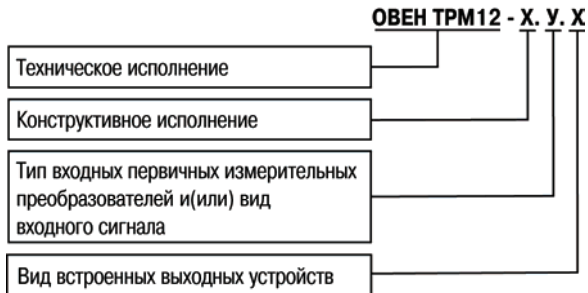 ОВЕН ТРМ12 - Х. У. Х
Техническое исполнение
Конструктивное исполнение
Тип входных первичных измерительных
преобразователей и(или) вид
входного сигнала
Вид встроенных выходных устройств